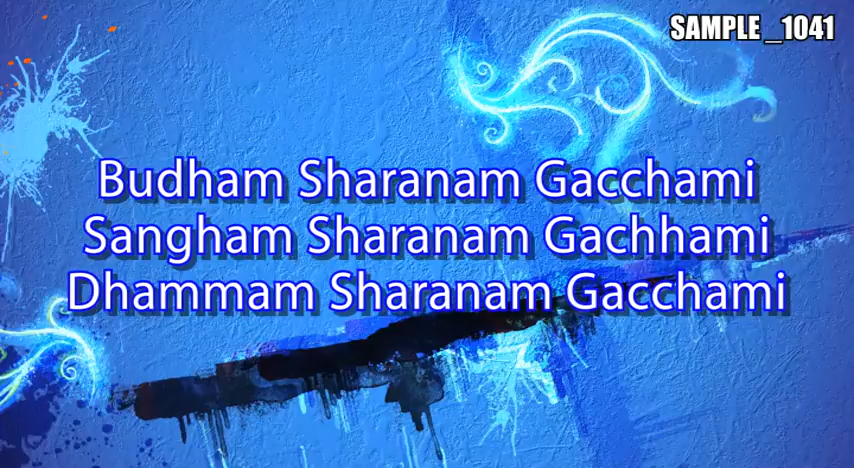 SAMPLE _1041
Budham Sharanam Gacchami
Sangham Sharanam Gachhami
Dhammam Sharanam Gacchami